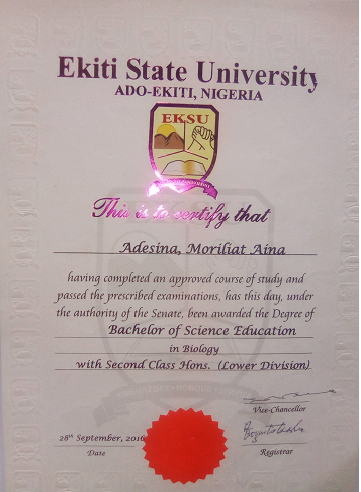 Ekiti State University
ADO-EKITI, NIGERIA
EKSU
This is to certify that
Adesina, Moriliat Aina
having completed an approved course of study and
passed the prescribed examinations, has this day, under
the authority of the Senate, been awarded the Degree of
Bachelor of Science Education
in Biology
with Second Class Hons. (Lower Division)
Vice-Chancellor
28th September, 2016
Date
Registrar